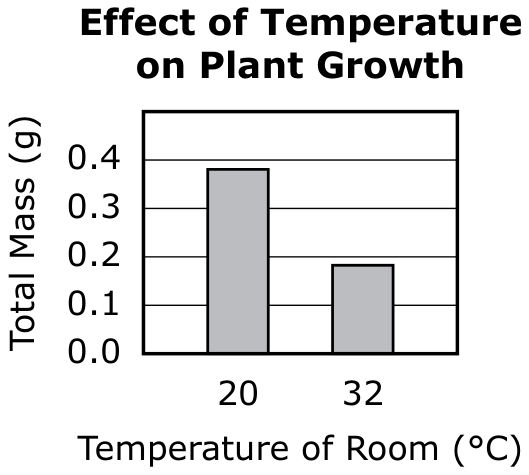 Effect of Temperature
on Plant Growth
Total Mass (g)
0.4
0.3
0.2
0.1
0.0
20 32
Temperature of Room (°C)